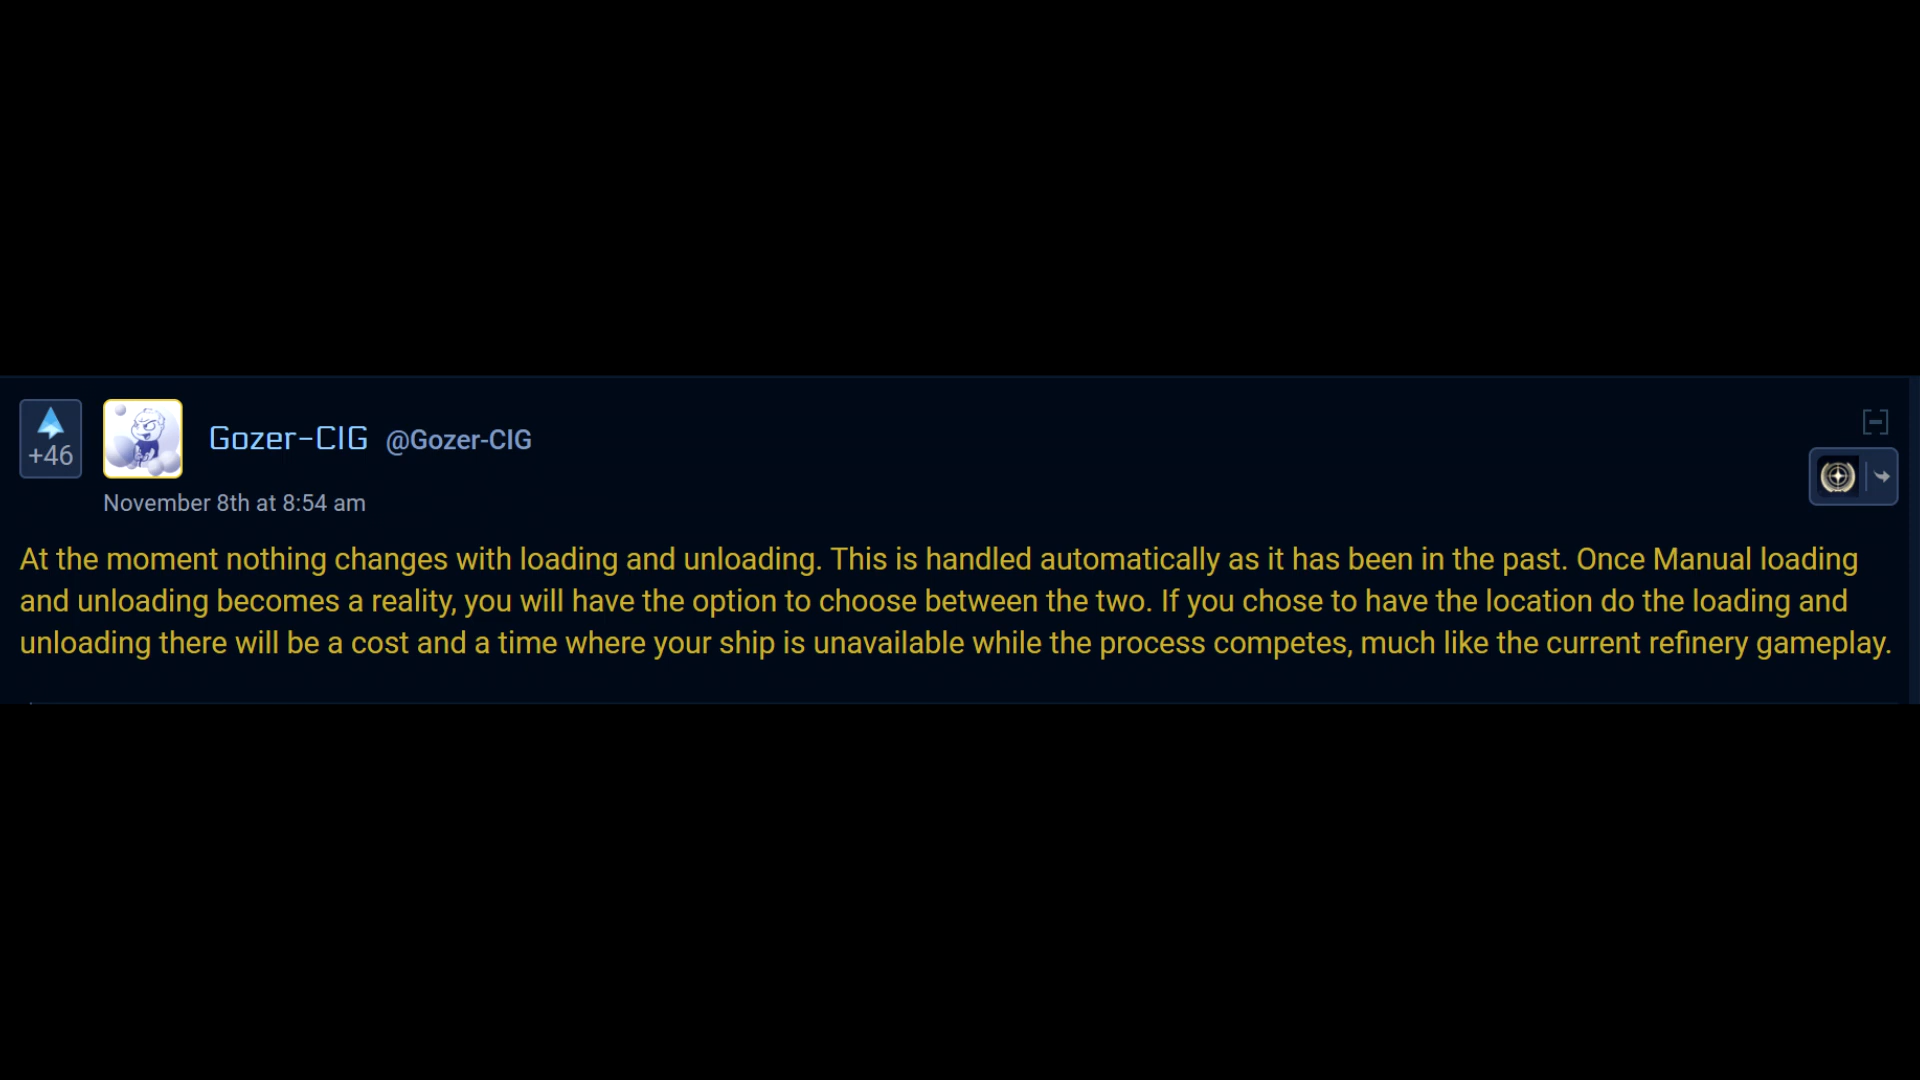 +46
Gozer-CIG @Gozer-CIG
November 8th at 8:54 am
At the moment nothing changes with loading and unloading. This is handled automatically as it has been in the past. Once Manual loading
and unloading becomes a reality, you will have the option to choose between the two. If you chose to have the location do the loading and
unloading there will be a cost and a time where your ship is unavailable while the process competes, much like the current refinery gameplay.